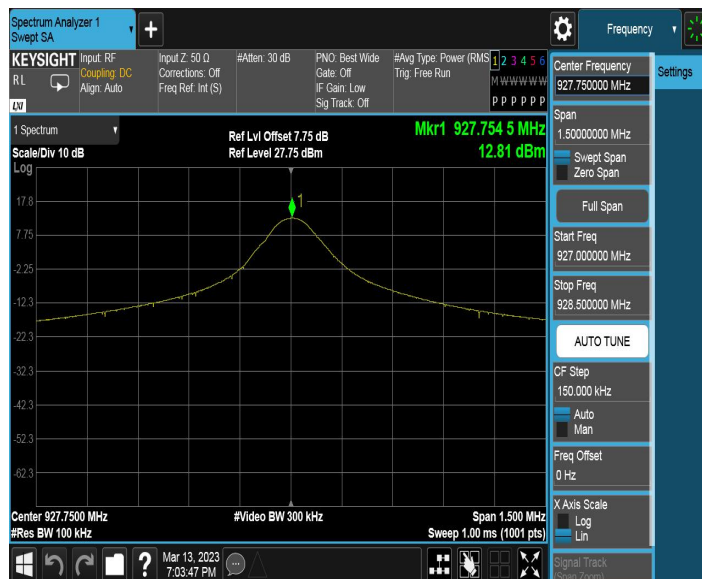 Spectrum Analyzer 1
Swept SA
+
Frequency
KEYSIGHT
RL
LXI
Input: RF
Coupling: DC
Align: Auto
Input Z: 50 Ω
Corrections: Off
Freq Ref: Int (S)
#Atten: 30 dB
PNO: Best Wide
Gate: Off
IF Gain: Low
Sig Track: Off
#Avg Type: Power (RMS
Trig: Free Run
1 2 3 4 5 6
M W W W W W
P P P P P P
1 Spectrum
Scale/Div 10 dB
Ref Lvl Offset 7.75 dB
Ref Level 27.75 dBm
Mkr1 927.754 5 MHz
12.81 dBm
Log
17.8
7.75
-2.25
-12.3
-22.3
-32.3
-42.3
-52.3
-62.3
1
Center 927.7500 MHz
#Res BW 100 kHz
#Video BW 300 kHz
Span 1.500 MHz
Sweep 1.00 ms (1001 pts)
?
Mar 13, 2023
7:03:47 PM
Center Frequency
927.750000 MHz
Settings
Span
1.50000000 MHz
Swept Span
Zero Span
Full Span
Start Freq
927.000000 MHz
Stop Freq
928.500000 MHz
AUTO TUNE
CF Step
150.000 kHz
Auto
Man
Freq Offset
0 Hz
X Axis Scale
Log
Lin
Signal Track
(Span Zoom)